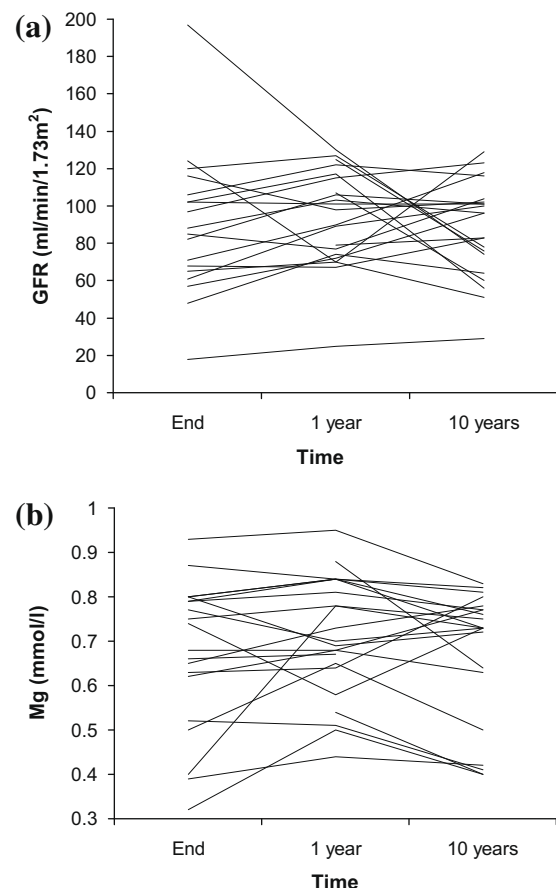 (a)
GFR (ml/min/1.73m²)
200
180
160
140
120
100
80
60
40
20
0
End 1 year 10 years
Time
(b)
Mg (mmol/l)
1
0.9
0.8
0.7
0.6
0.5
0.4
0.3
End 1 year 10 years
Time